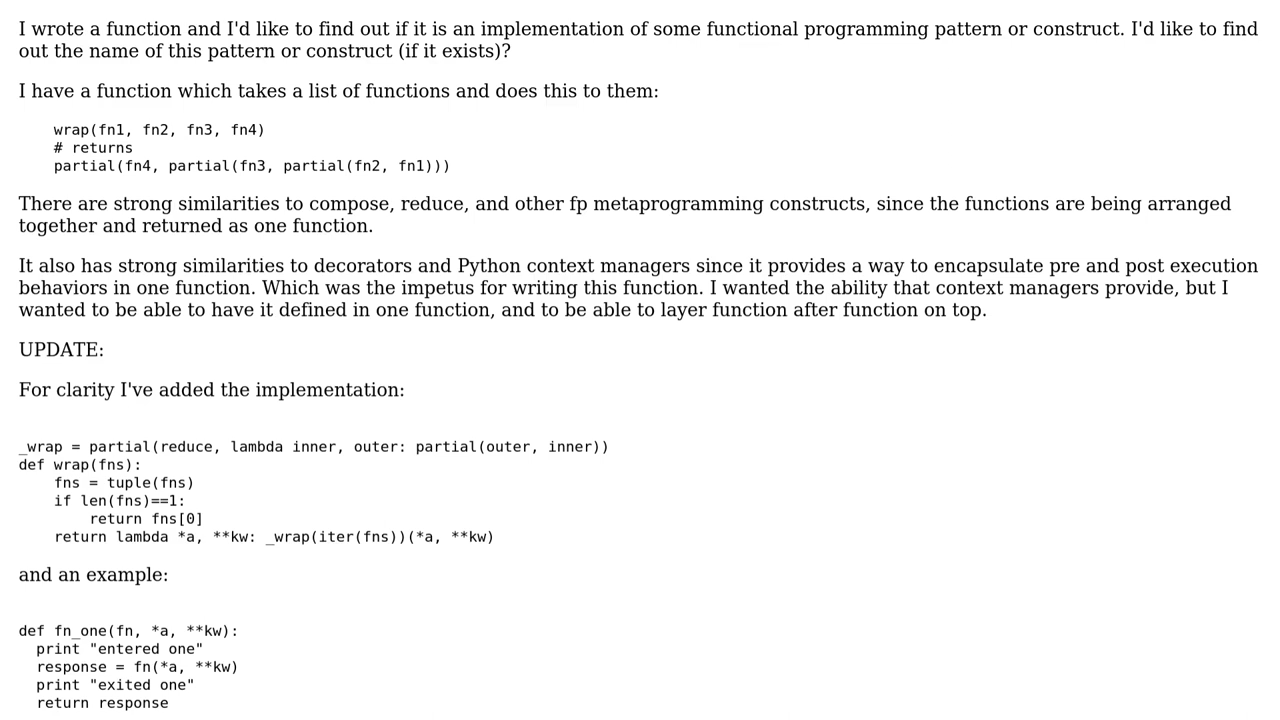 I wrote a function and I'd like to find out if it is an implementation of some functional programming pattern or construct. I'd like to find
out the name of this pattern or construct (if it exists)?
I have a function which takes a list of functions and does this to them:
wrap(fn1, fn2, fn3, fn4)
# returns
partial(fn4, partial(fn3, partial(fn2, fn1)))
There are strong similarities to compose, reduce, and other fp metaprogramming constructs, since the functions are being arranged
together and returned as one function.
It also has strong similarities to decorators and Python context managers since it provides a way to encapsulate pre and post execution
behaviors in one function. Which was the impetus for writing this function. I wanted the ability that context managers provide, but I
wanted to be able to have it defined in one function, and to be able to layer function after function on top.
UPDATE:
For clarity I've added the implementation:
_wrap = partial(reduce, lambda inner, outer: partial(outer, inner))
def wrap(fns):
    fns = tuple(fns)
    if len(fns)==1:
        return fns[0]
    return lambda *a, **kw: _wrap(iter(fns))(*a, **kw)
and an example:
def fn_one(fn, *a, **kw):
  print "entered one"
  response = fn(*a, **kw)
  print "exited one"
  return response